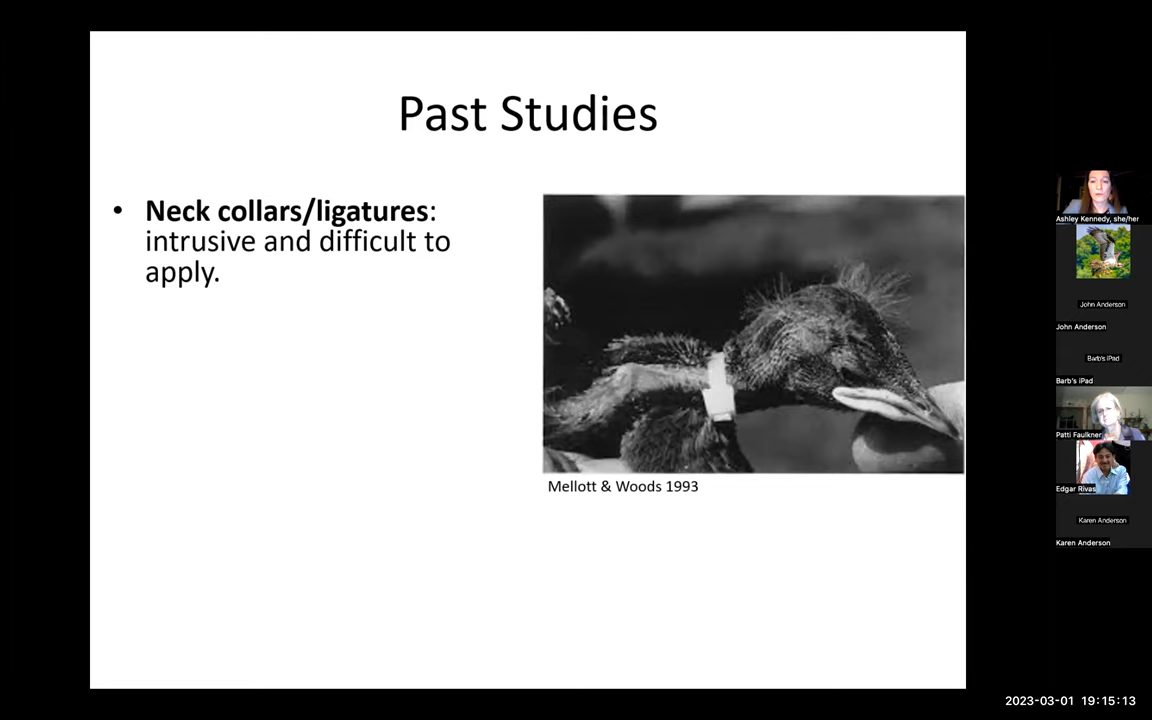 Past Studies
• Neck collars/ligatures:
intrusive and difficult to
apply.
Mellott & Woods 1993
Ashley Kennedy, she/her
John Anderson
John Anderson
Barb's iPad
Barb's iPad
Patti Faulkner
Edgar Rivas
Karen Anderson
Karen Anderson
2023-03-01 19:15:13